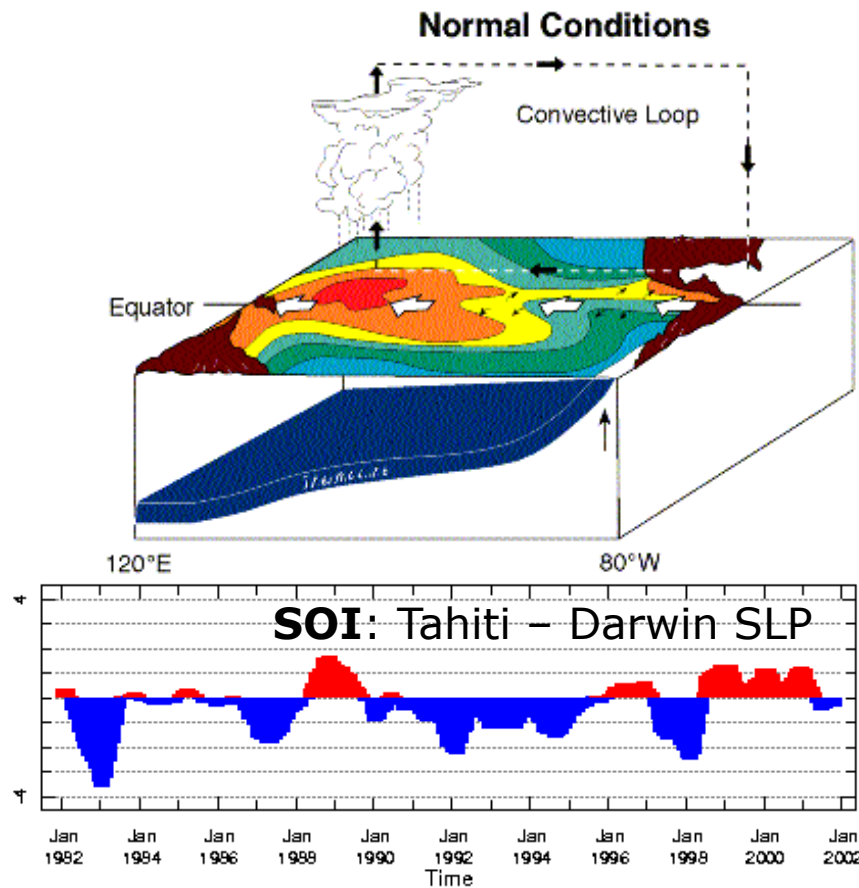 Normal Conditions
Convective Loop
Equator
120°E
80°W
SOI: Tahiti – Darwin SLP
4
-4
Jan Jan Jan Jan Jan Jan Jan Jan Jan Jan Jan
1982 1984 1986 1988 1990 1992 1994 1996 1998 2000 2002
Time